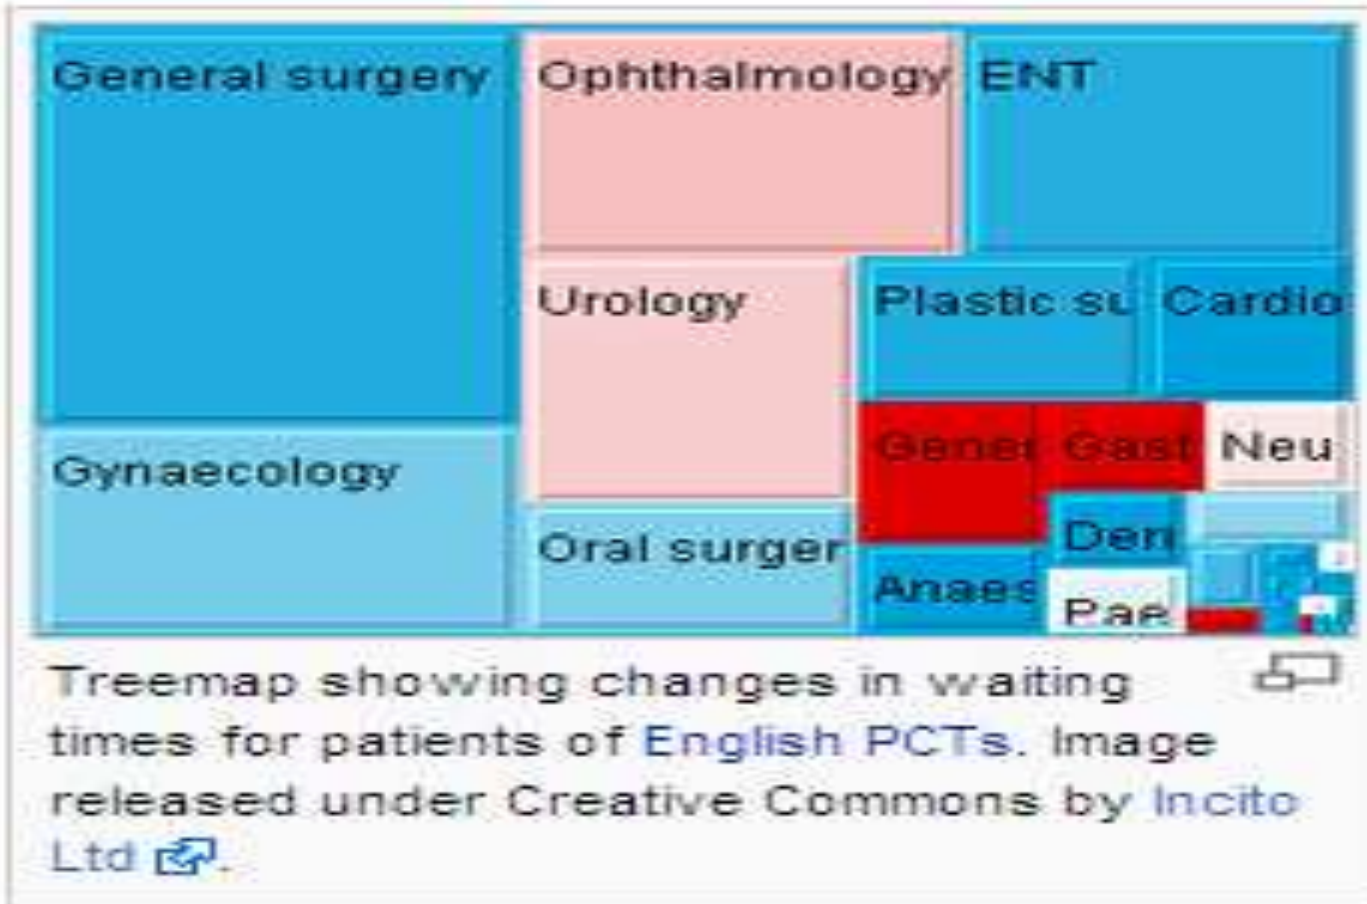 General surgery
Ophthalmology
ENT
Urology
Plastic su
Cardio
Gener
Gast
Neu
Gynaecology
Oral surger
Den
Anaes
Pae
Treemap showing changes in waiting
times for patients of English PCTs. Image
released under Creative Commons by Incito
Ltd.